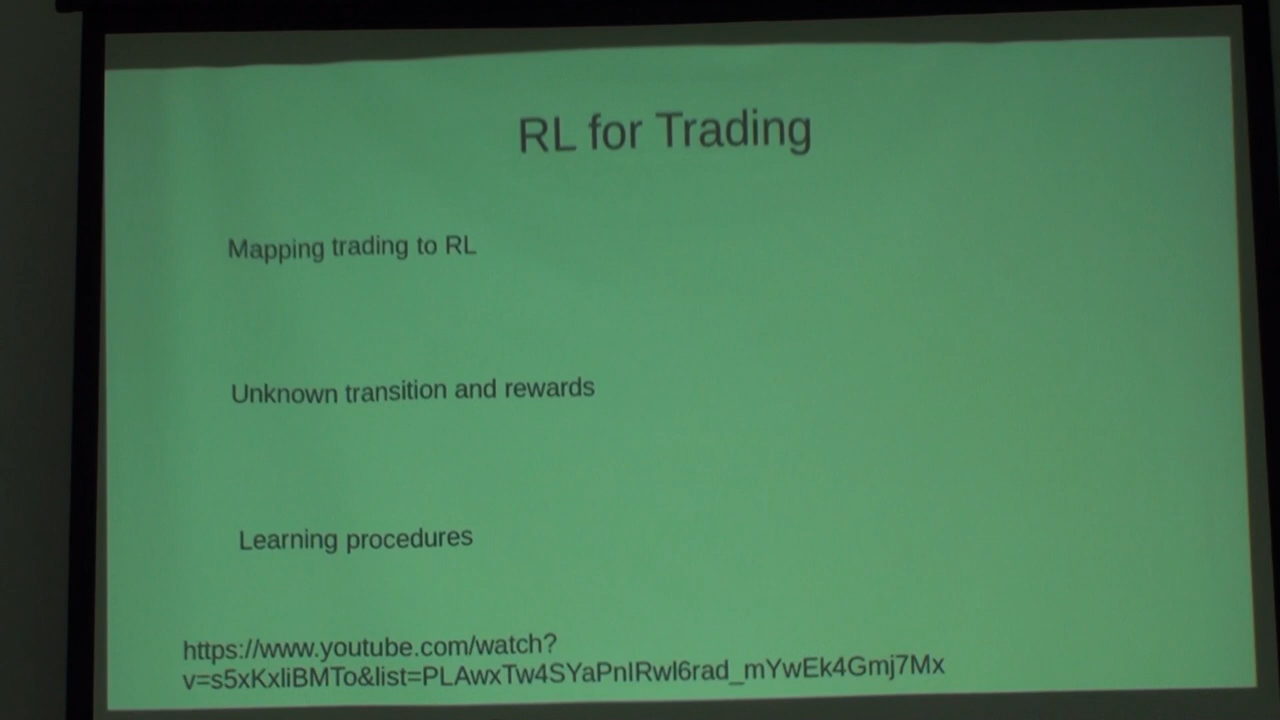 RL for Trading
Mapping trading to RL
Unknown transition and rewards
Learning procedures
https://www.youtube.com/watch?
v=s5xKxliBMTo&list=PLAwxTw4SYaPnIRwl6rad_mYwEk4Gmj7Mx